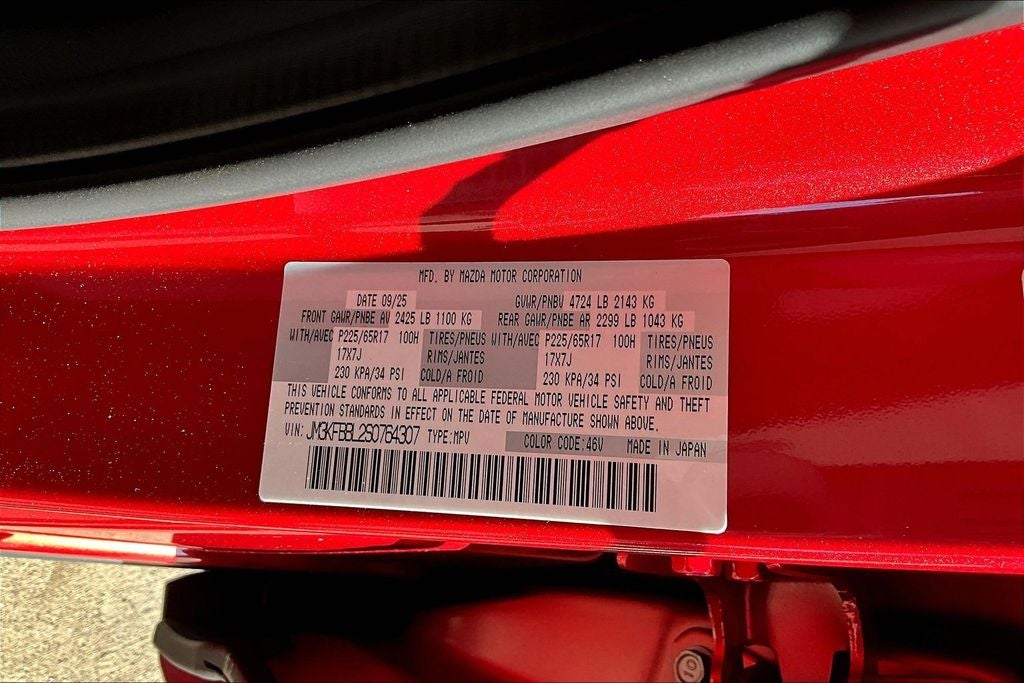 MFD. BY MAZDA MOTOR CORPORATION
DATE 09/25 GVWR/PNBV 4724 LB 2143 KG
FRONT GAWR/PNBE AV 2425 LB 1100 KG REAR GAWR/PNBE AR 2299 LB 1043 KG
WITH/AVEC P225/65R17 100H TIRES/PNEUS WITH/AVEC P225/65R17 100H TIRES/PNEUS
17X7J RIMS/JANTES 17X7J RIMS/JANTES
230 KPA/34 PSI COLD/A FROID 230 KPA/34 PSI COLD/A FROID
THIS VEHICLE CONFORMS TO ALL APPLICABLE FEDERAL MOTOR VEHICLE SAFETY AND THEFT
PREVENTION STANDARDS IN EFFECT ON THE DATE OF MANUFACTURE SHOWN ABOVE.
VIN: JM3KFBBL2S0764307 TYPE:MPV COLOR CODE:46V MADE IN JAPAN
10